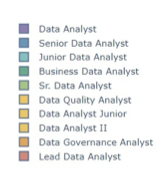 Data Analyst
Senior Data Analyst
Junior Data Analyst
Business Data Analyst
Sr. Data Analyst
Data Quality Analyst
Data Analyst Junior
Data Analyst II
Data Governance Analyst
Lead Data Analyst